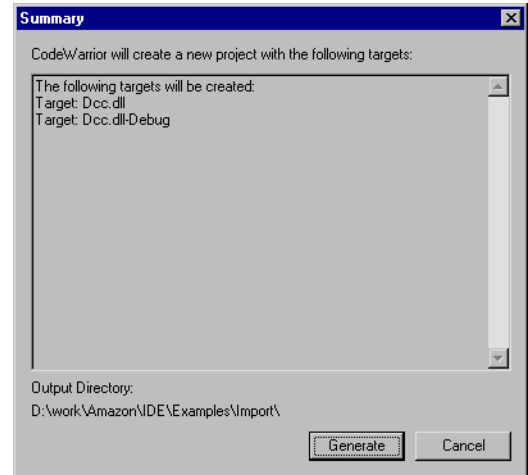 Summary
CodeWarrior will create a new project with the following targets:
The following targets will be created:
Target: Dcc.dll
Target: Dcc.dll-Debug
Output Directory:
D:\work\Amazon\IDE\Examples\Import\
Generate Cancel